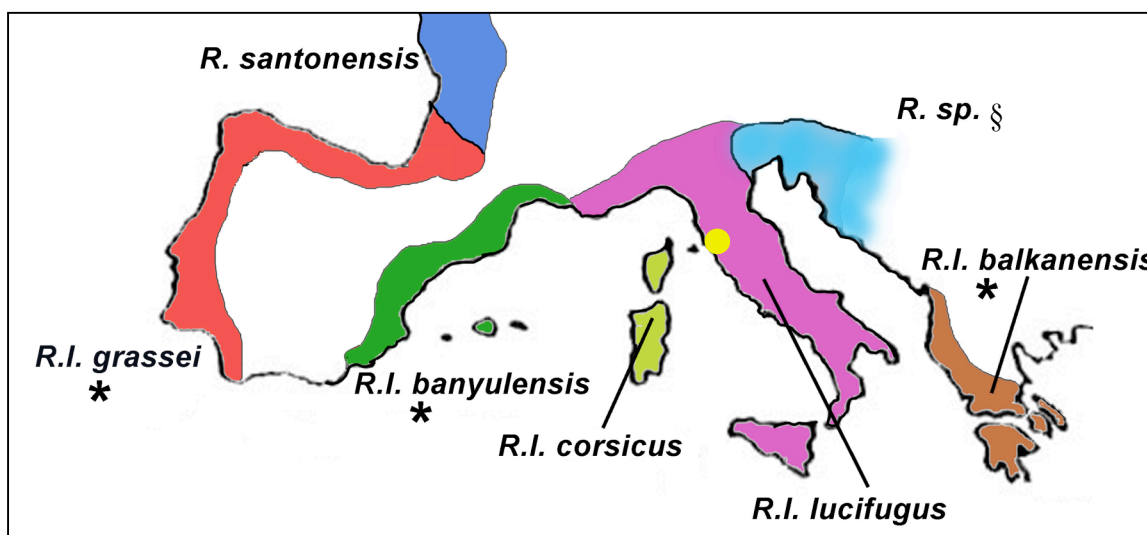 R. santonensis
R. sp. §
R.l. balkanensis
*
R.l. grassei
*
R.l. banyulensis
*
R.l. corsicus
R.l. lucifugus